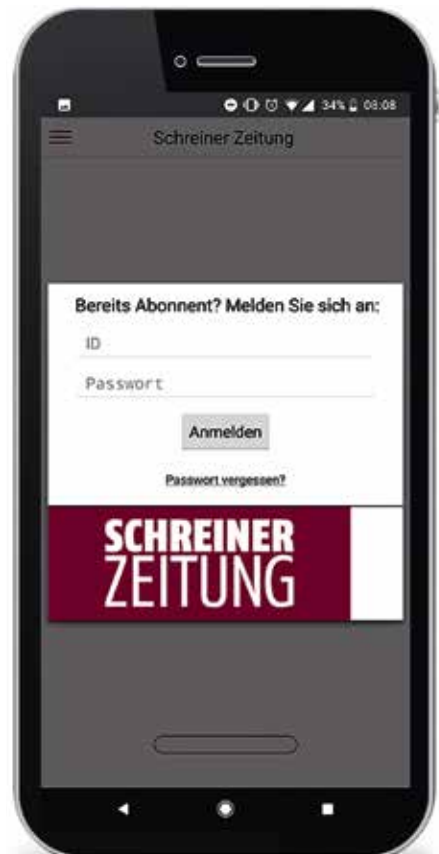 34% 08:08
Schreiner Zeitung
Bereits Abonnent? Melden Sie sich an:
ID
Passwort
Anmelden
Passwort vergessen?
SCHREINER
ZEITUNG